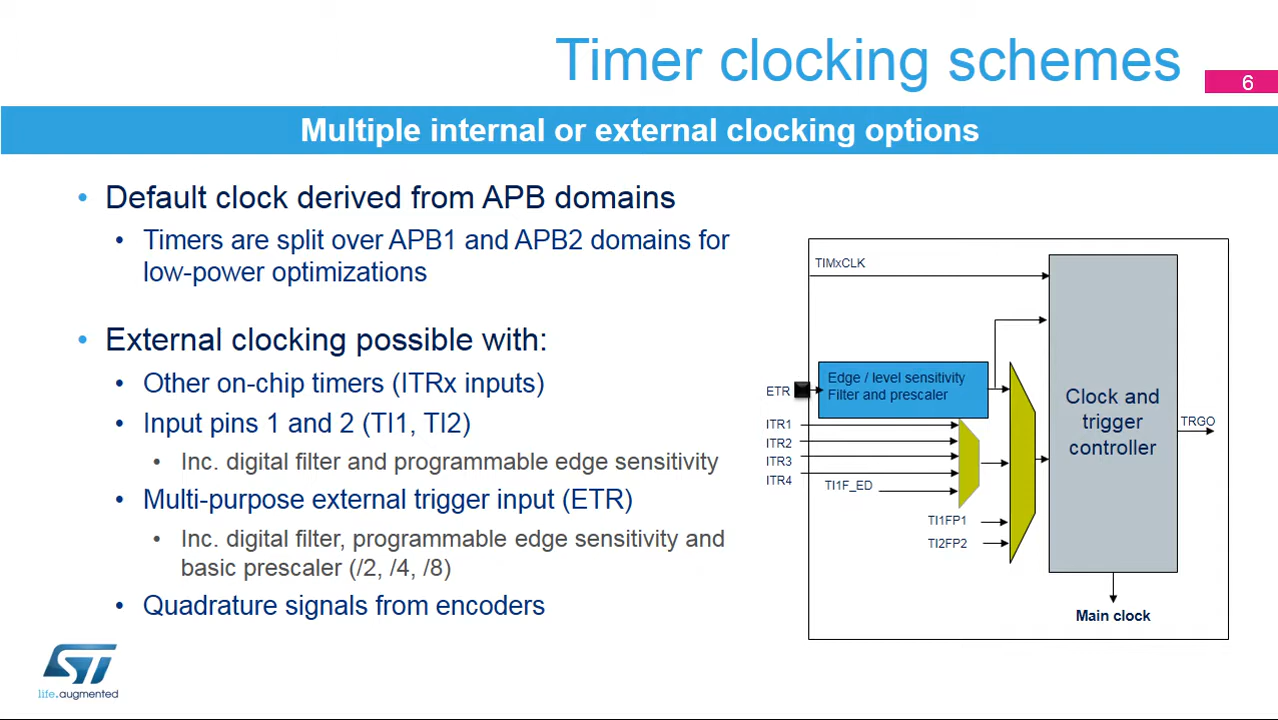 Timer clocking schemes
6
Multiple internal or external clocking options
• Default clock derived from APB domains
• Timers are split over APB1 and APB2 domains for
low-power optimizations
• External clocking possible with:
• Other on-chip timers (ITRx inputs)
• Input pins 1 and 2 (TI1, TI2)
• Inc. digital filter and programmable edge sensitivity
• Multi-purpose external trigger input (ETR)
• Inc. digital filter, programmable edge sensitivity and
basic prescaler (/2, /4, /8)
• Quadrature signals from encoders
TIMxCLK
ETR
Edge / level sensitivity
Filter and prescaler
ITR1
ITR2
ITR3
ITR4
TI1F_ED
TI1FP1
TI2FP2
Clock and
trigger
controller
TRGO
Main clock
ST
life.augmented